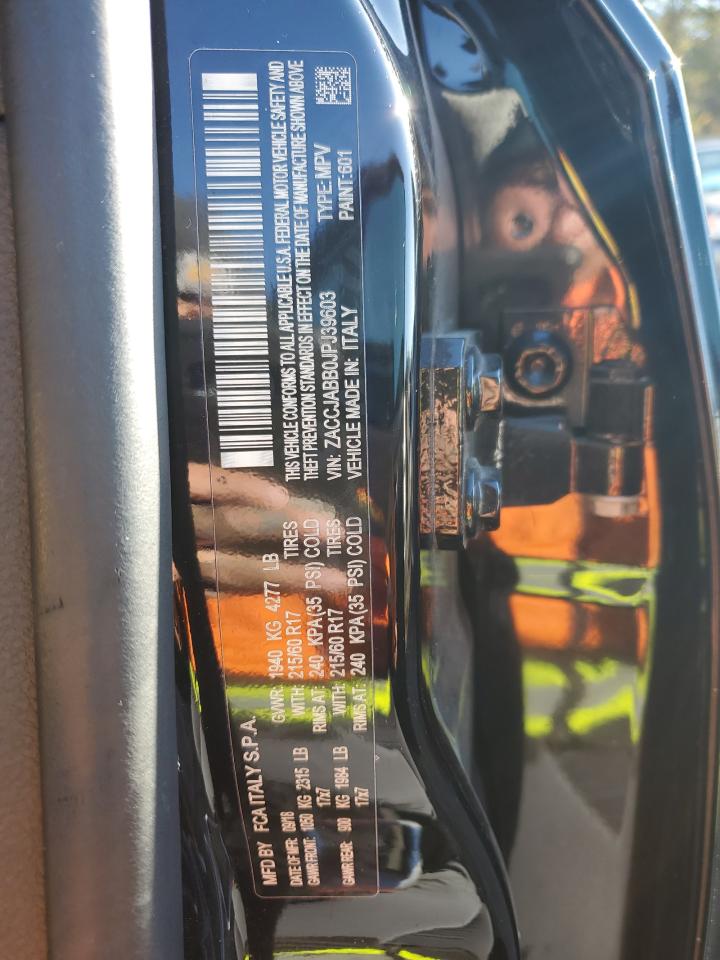 MFD BY FCA ITALY S.P.A.
DATE OF MFR: 09/18 GVWR: 1940 KG 4277 LB
GAWR FRONT: 1050 KG 2315 LB WITH: 215/60 R17 TIRES
17x7 RIMS AT: 240 KPA(35 PSI) COLD
GAWR REAR: 900 KG 1984 LB WITH: 215/60 R17 TIRES
17x7 RIMS AT: 240 KPA(35 PSI) COLD
THIS VEHICLE CONFORMS TO ALL APPLICABLE U.S.A. FEDERAL MOTOR VEHICLE SAFETY AND
THEFT PREVENTION STANDARDS IN EFFECT ON THE DATE OF MANUFACTURE SHOWN ABOVE
VIN: ZACCJABB0JPJ39603 TYPE: MPV
VEHICLE MADE IN: ITALY PAINT:601